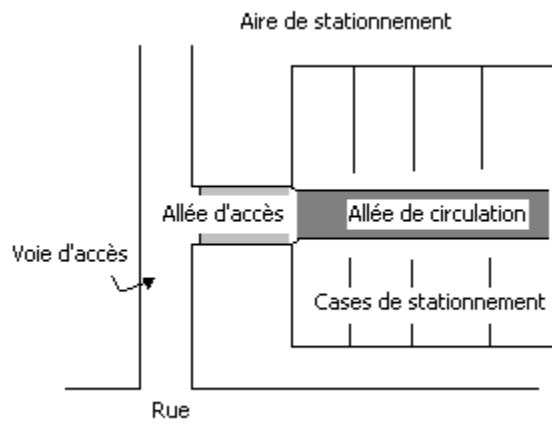 Aire de stationnement
Allée d'accès
Allée de circulation
Voie d'accès
Cases de stationnement
Rue